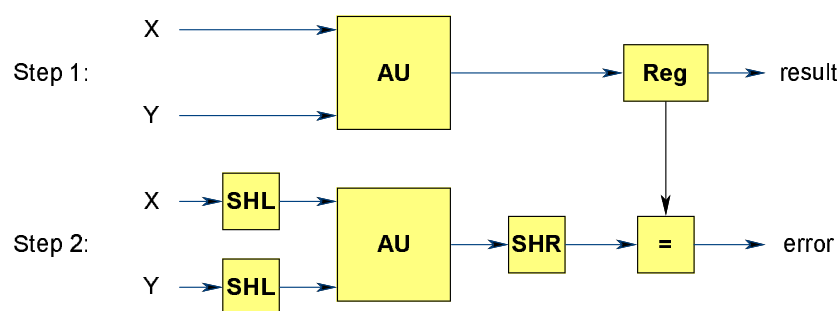 X
Step 1: AU Reg result
Y
X SHL
Step 2: AU SHR = error
Y SHL